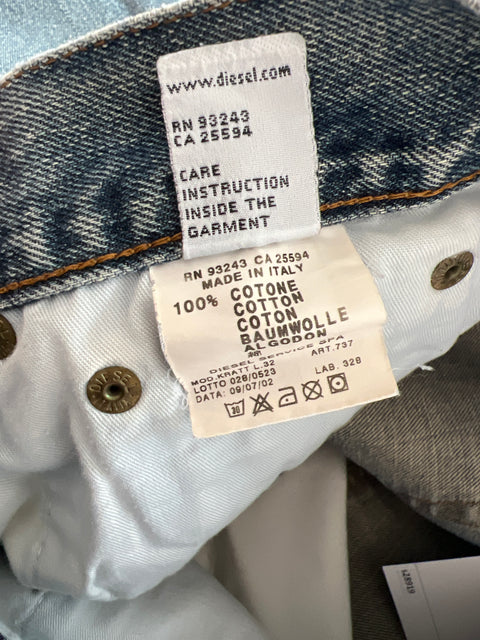 www.diesel.com
RN 93243
CA 25594
CARE
INSTRUCTION
INSIDE THE
GARMENT
RN 93243 CA 25594
MADE IN ITALY
100% COTONE
COTTON
COTON
BAUMWOLLE
ALGODON
綿
DIESEL SERVICE SPA
MOD.KRATT L.32 ART.737
LOTTO 028/0523
DATA: 09/07/02 LAB. 328
30
DIESEL